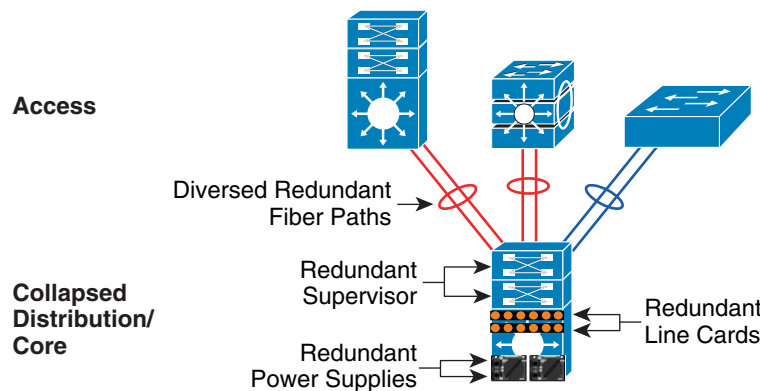 Access
Diversed Redundant
Fiber Paths
Redundant
Supervisor
Collapsed
Distribution/
Core
Redundant
Line Cards
Redundant
Power Supplies